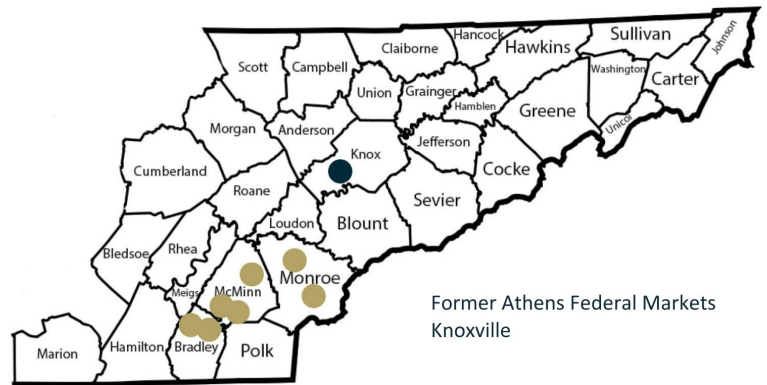 Hancock
Sullivan
Johnson
Claiborne
Hawkins
Scott
Campbell
Washington
Carter
Union
Grainger
Hamblen
Greene
Unicoi
Morgan
Anderson
Jefferson
Knox
Cocke
Cumberland
Roane
Sevier
Loudon
Blount
Bledsoe
Rhea
Monroe
Meigs
McMinn
Former Athens Federal Markets
Knoxville
Marion
Hamilton
Bradley
Polk